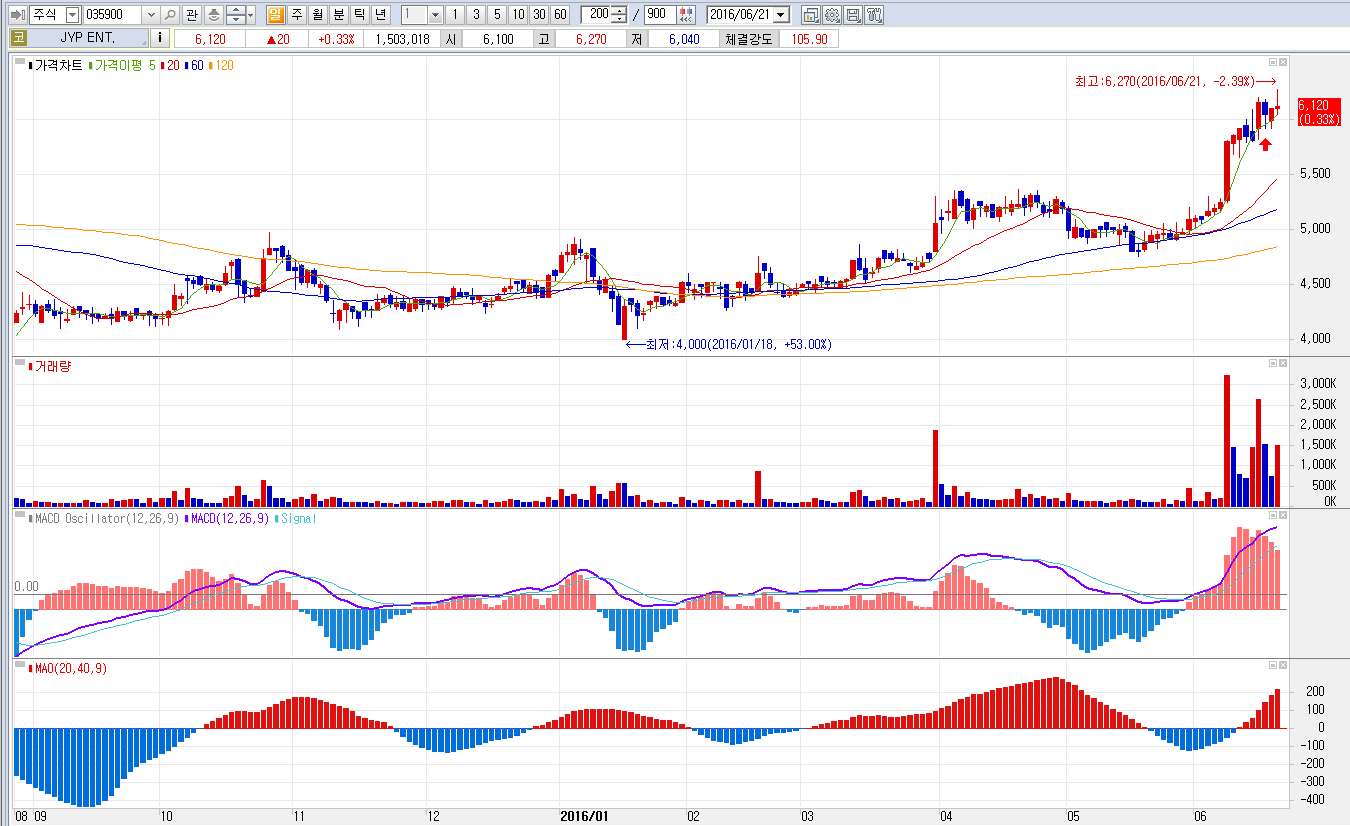 주식 035900 관 일 주 월 분 틱 년 1 1 3 5 10 30 60 200 / 900 2016/06/21
코 JYP ENT. i 6,120 ▲20 +0.33% 1,503,018 시 6,100 고 6,270 저 6,040 체결강도 105.90
가격차트 가격이평 5 20 60 120
최고:6,270(2016/06/21, -2.39%)
6,120
(0.33%)
5,500
5,000
4,500
4,000
최저:4,000(2016/01/18, +53.00%)
거래량
3,000K
2,500K
2,000K
1,500K
1,000K
500K
0K
MACD Oscillator(12,26,9) MACD(12,26,9) Signal
0.00
MAO(20,40,9)
200
100
0
-100
-200
-300
-400
08 09 10 11 12 2016/01 02 03 04 05 06